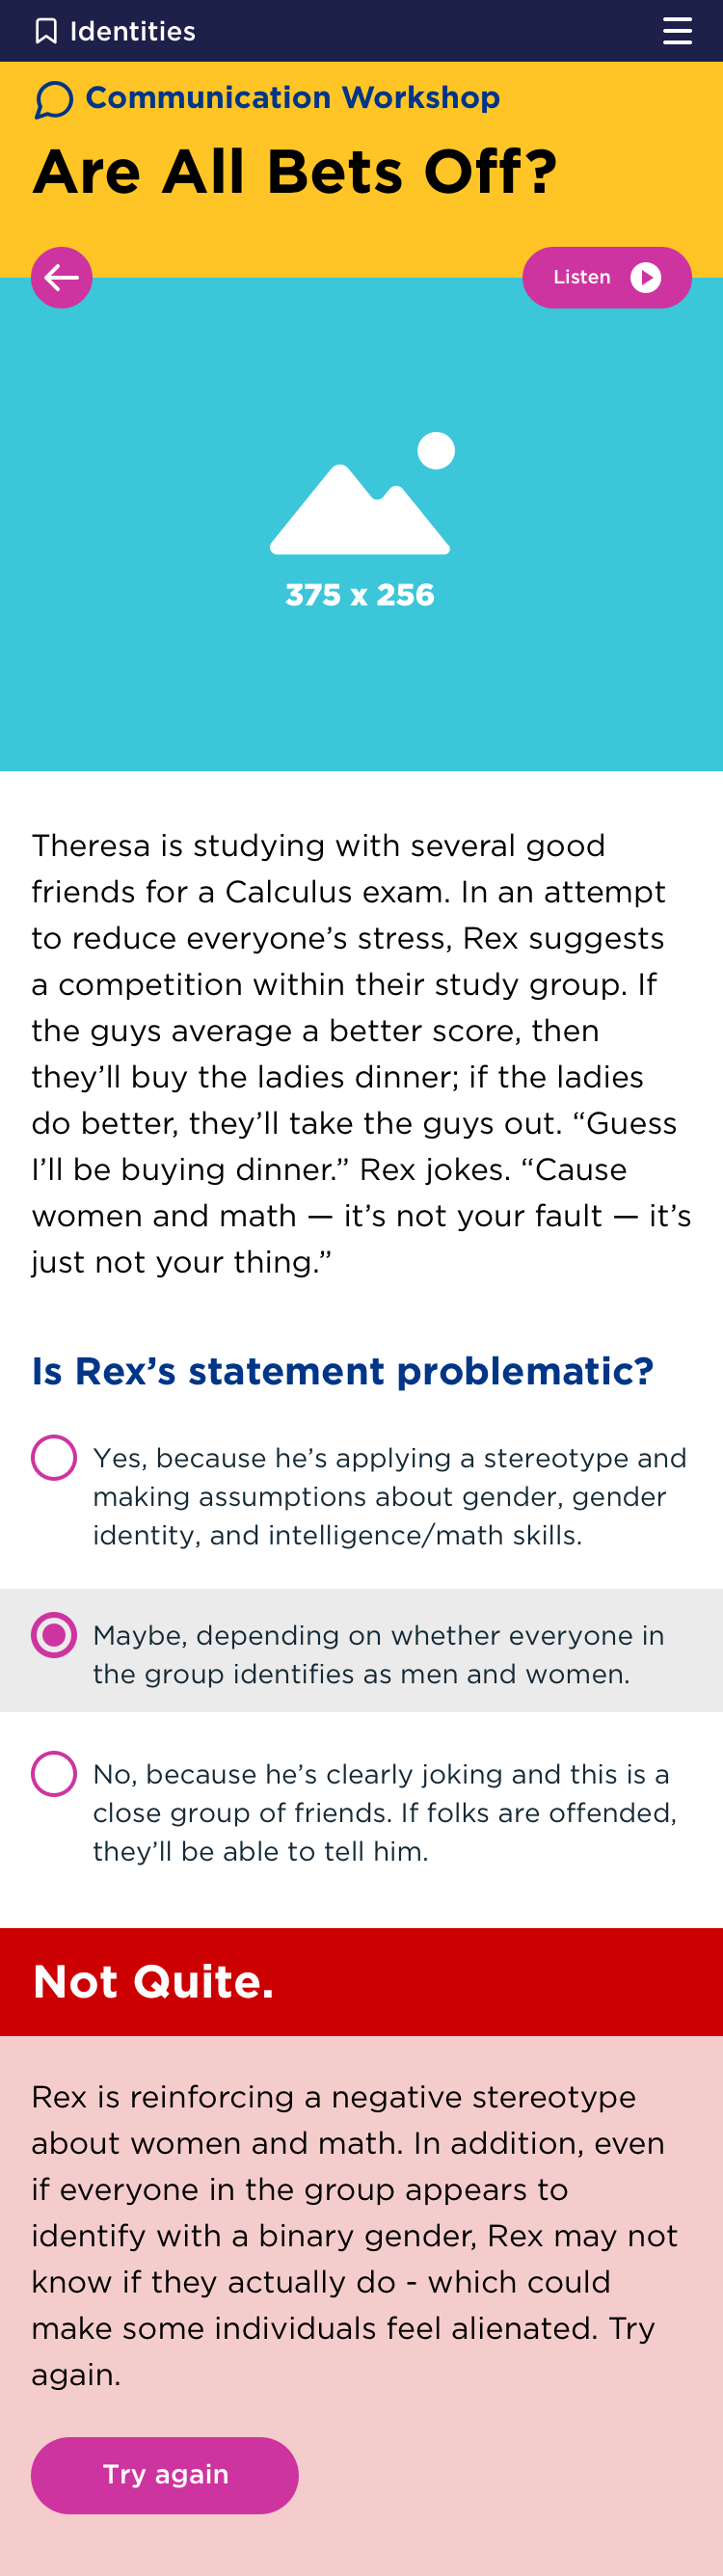 Identities
Communication Workshop
Are All Bets Off?
Listen
375 x 256
Theresa is studying with several good
friends for a Calculus exam. In an attempt
to reduce everyone’s stress, Rex suggests
a competition within their study group. If
the guys average a better score, then
they’ll buy the ladies dinner; if the ladies
do better, they’ll take the guys out. “Guess
I’ll be buying dinner.” Rex jokes. “Cause
women and math — it’s not your fault — it’s
just not your thing.”
Is Rex’s statement problematic?
Yes, because he’s applying a stereotype and
making assumptions about gender, gender
identity, and intelligence/math skills.
Maybe, depending on whether everyone in
the group identifies as men and women.
No, because he’s clearly joking and this is a
close group of friends. If folks are offended,
they’ll be able to tell him.
Not Quite.
Rex is reinforcing a negative stereotype
about women and math. In addition, even
if everyone in the group appears to
identify with a binary gender, Rex may not
know if they actually do - which could
make some individuals feel alienated. Try
again.
Try again